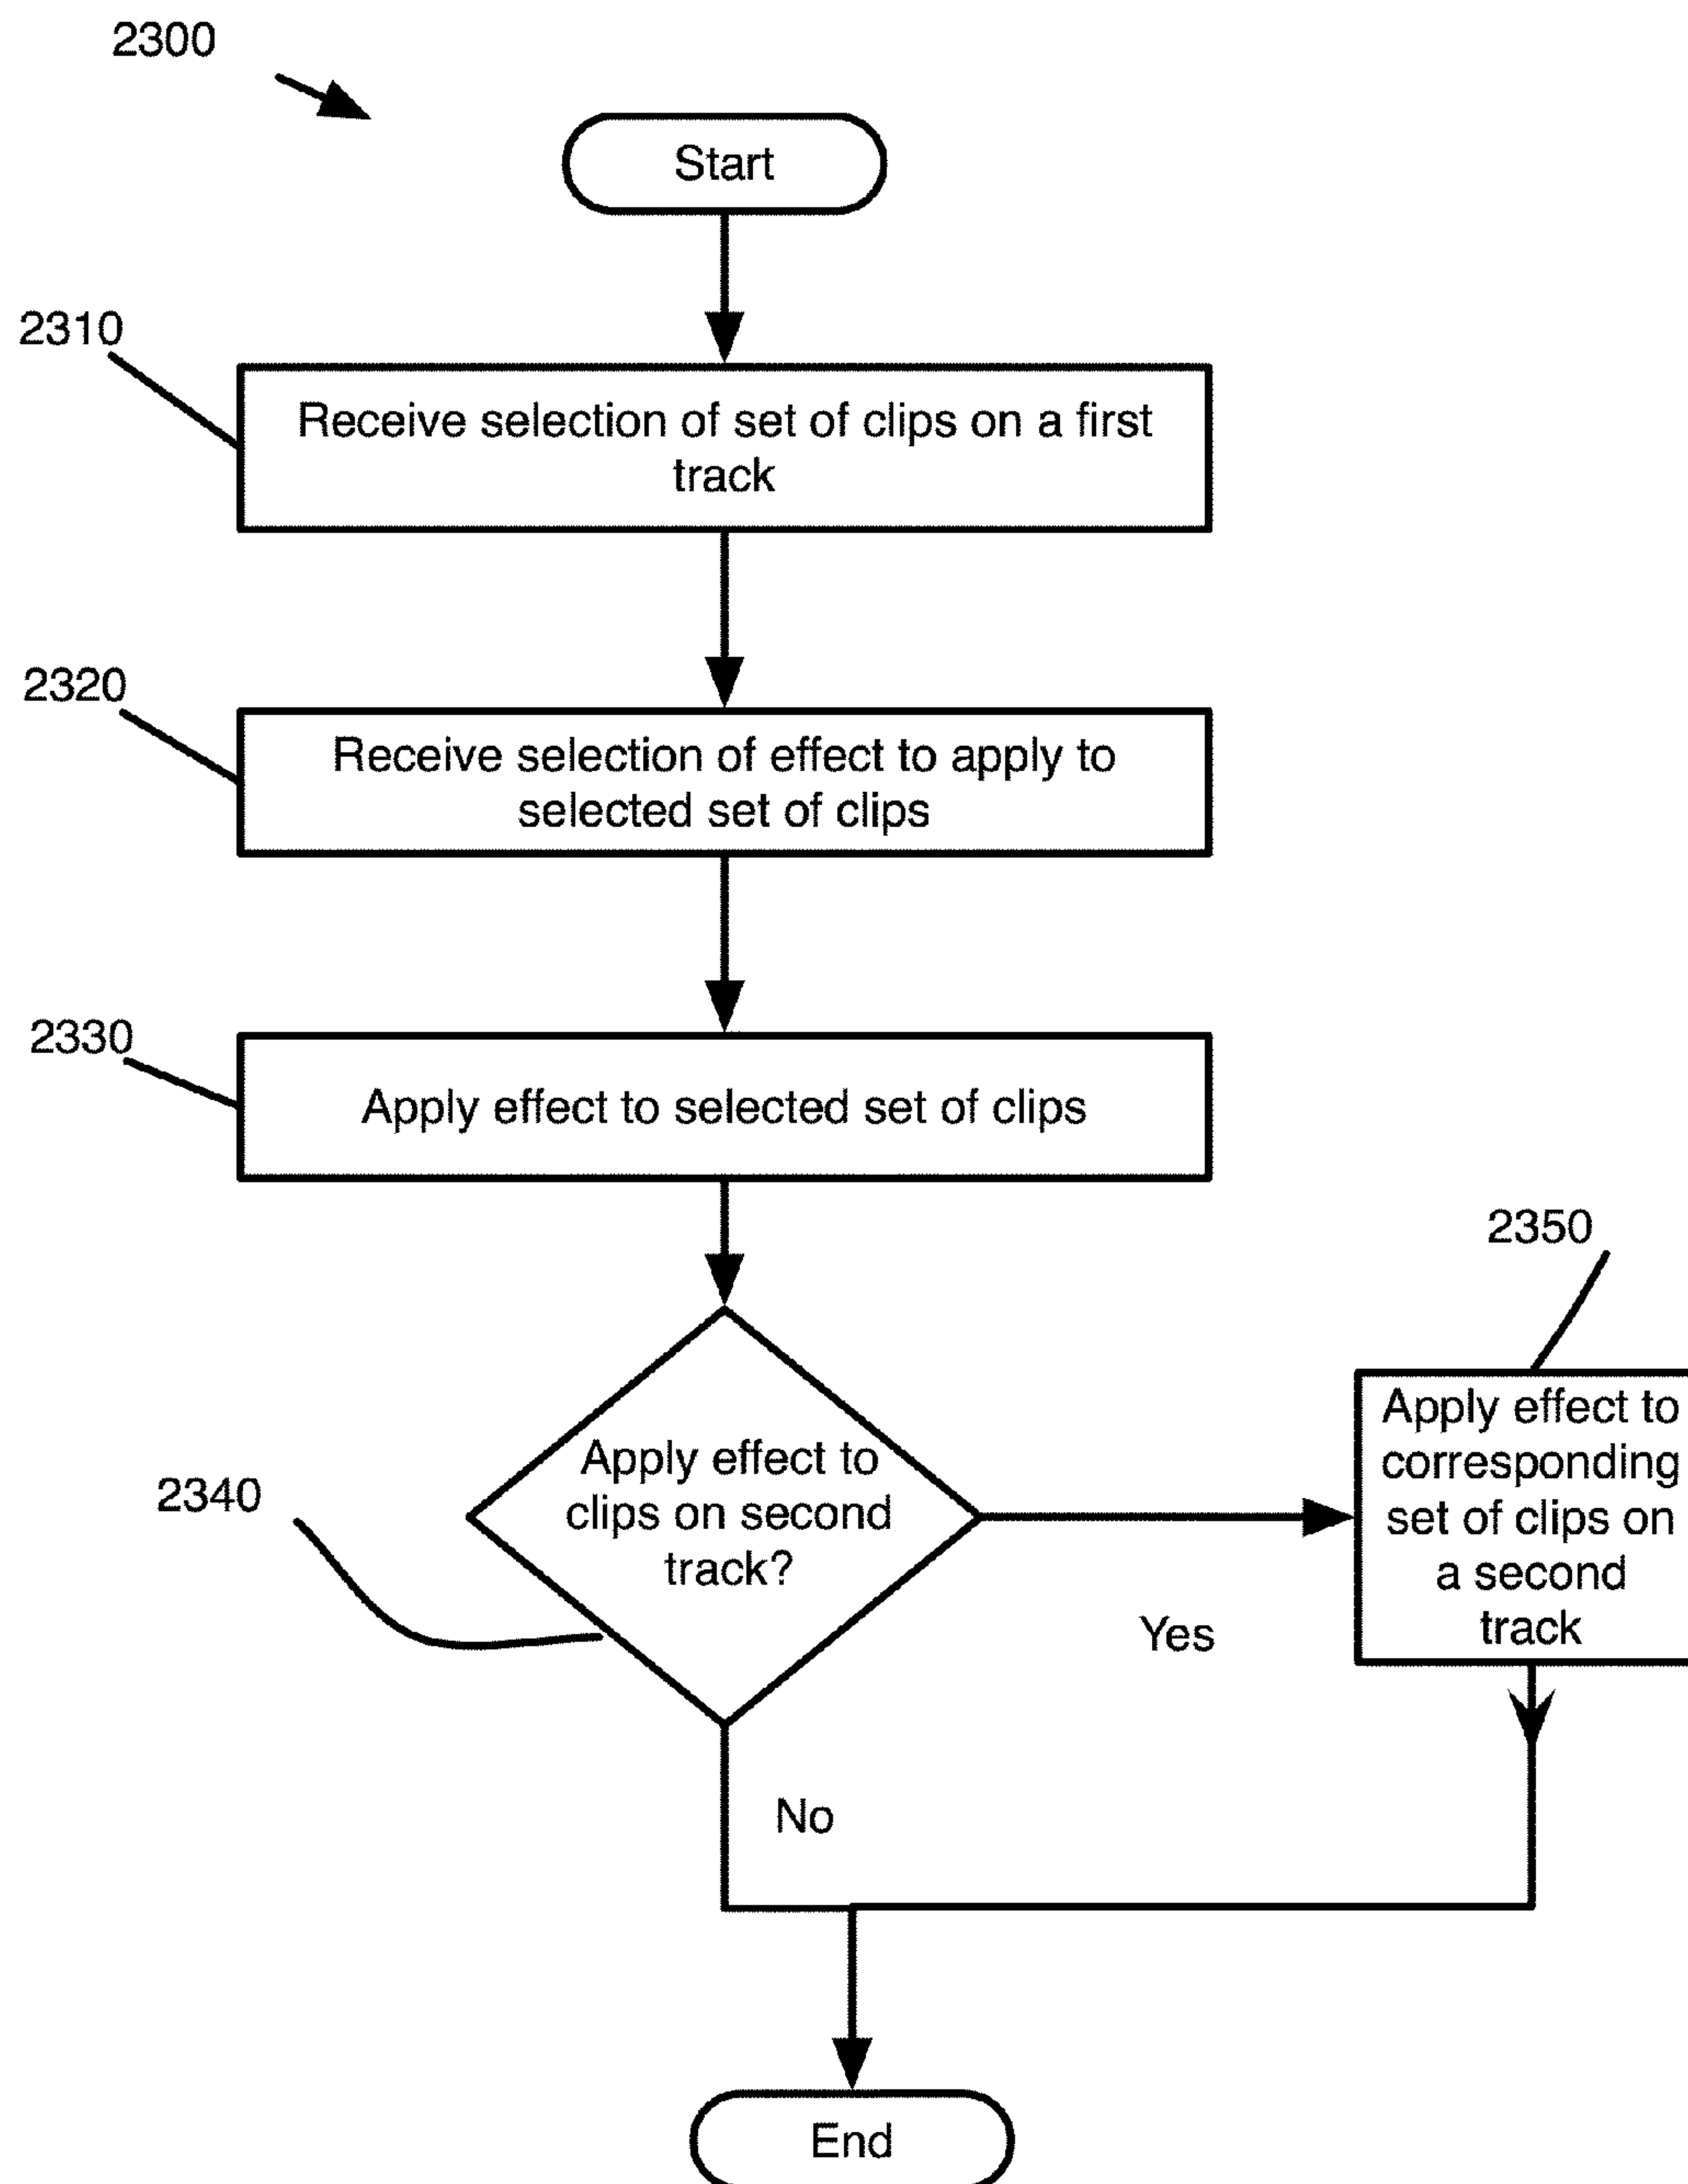 2300
Start
2310
Receive selection of set of clips on a first
track
2320
Receive selection of effect to apply to
selected set of clips
2330
Apply effect to selected set of clips
2350
Apply effect to
clips on second
track?
2340
Apply effect to
corresponding
set of clips on
a second
track
Yes
No
End